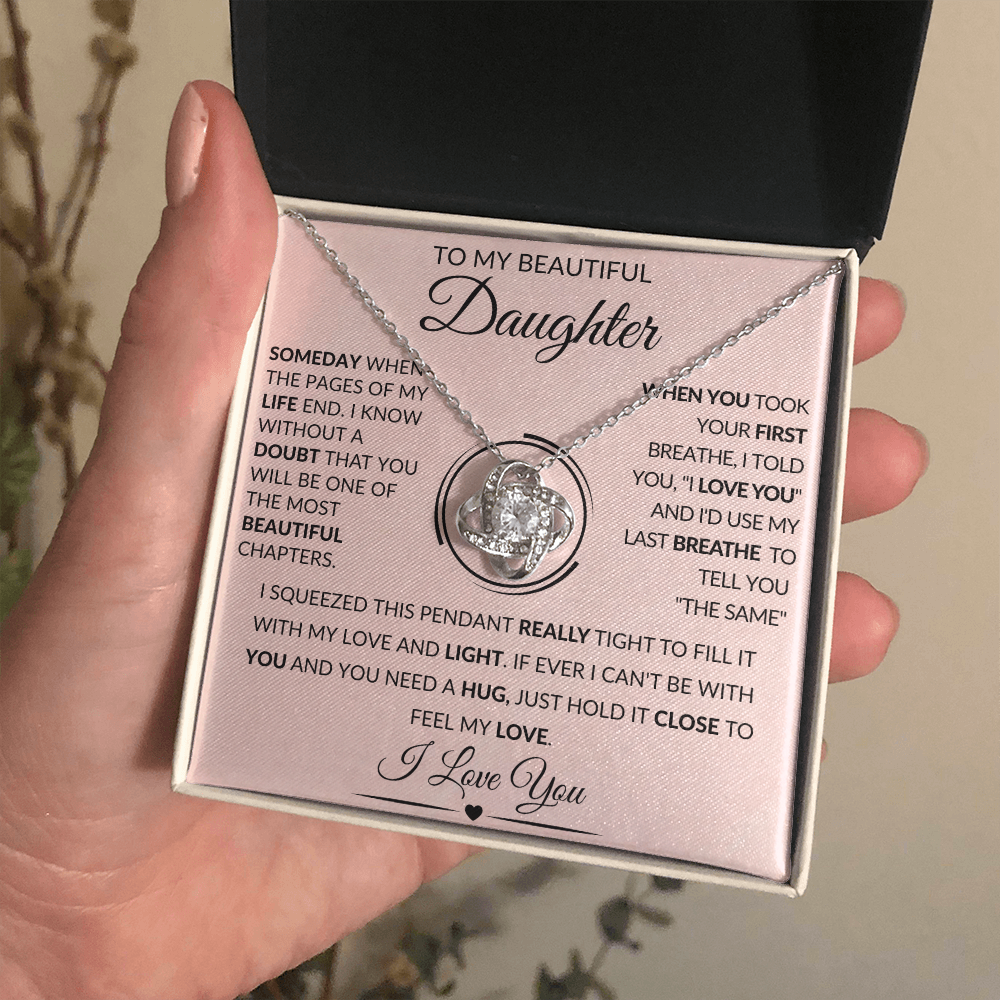 TO MY BEAUTIFUL
Daughter
SOMEDAY WHEN
THE PAGES OF MY
LIFE END. I KNOW
WITHOUT A
DOUBT THAT YOU
WILL BE ONE OF
THE MOST
BEAUTIFUL
CHAPTERS.
WHEN YOU TOOK
YOUR FIRST
BREATHE, I TOLD
YOU, "I LOVE YOU"
AND I'D USE MY
LAST BREATHE TO
TELL YOU
"THE SAME"
I SQUEEZED THIS PENDANT REALLY TIGHT TO FILL IT
WITH MY LOVE AND LIGHT. IF EVER I CAN'T BE WITH
YOU AND YOU NEED A HUG, JUST HOLD IT CLOSE TO
FEEL MY LOVE.
I Love You